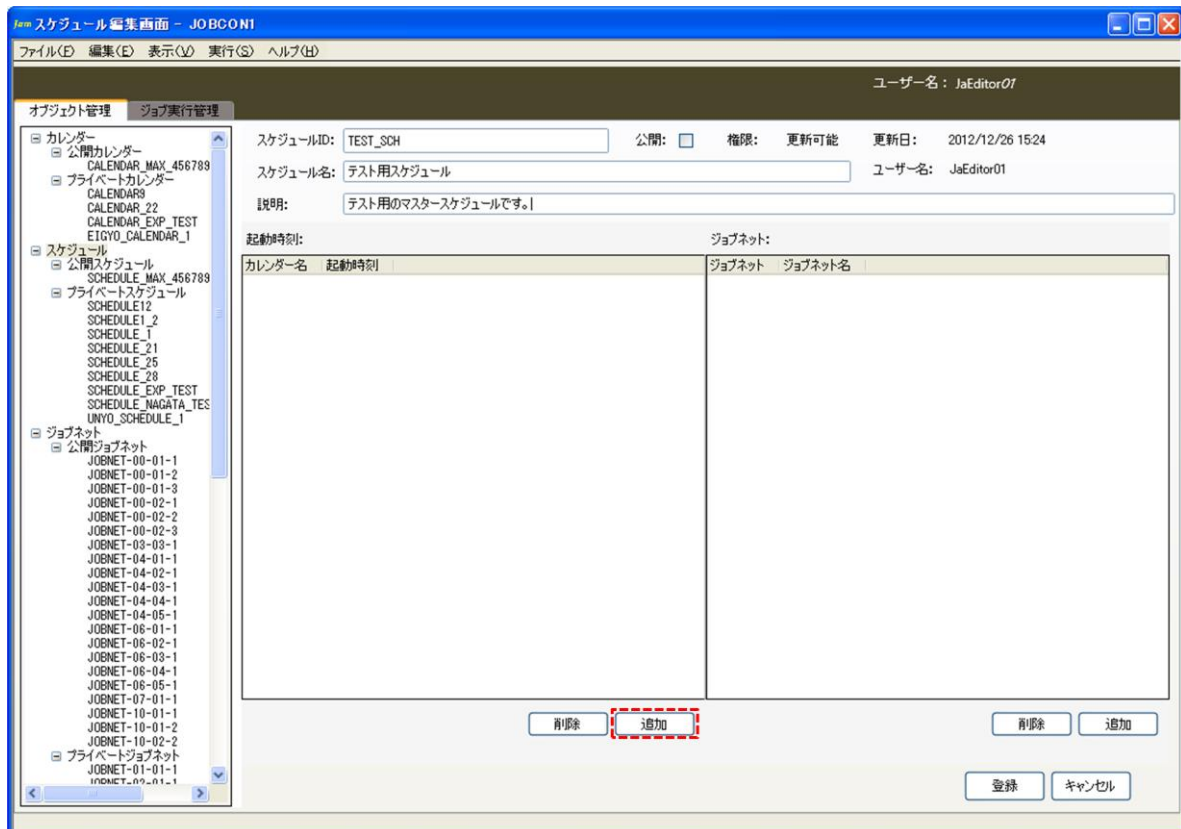 jam スケジュール編集画面 - JOBCON1
ファイル(F) 編集(E) 表示(V) 実行(S) ヘルプ(H)
ユーザー名： JaEditor01
オブジェクト管理 ジョブ実行管理
カレンダー
公開カレンダー
CALENDAR_MAX_456789
プライベートカレンダー
CALENDAR9
CALENDAR_22
CALENDAR_EXP_TEST
EIGYO_CALENDAR_1
スケジュール
公開スケジュール
SCHEDULE_MAX_456789
プライベートスケジュール
SCHEDULE12
SCHEDULE1_2
SCHEDULE_1
SCHEDULE_21
SCHEDULE_25
SCHEDULE_28
SCHEDULE_EXP_TEST
SCHEDULE_NAGATA_TES
UNYO_SCHEDULE_1
ジョブネット
公開ジョブネット
JOBNET-00-01-1
JOBNET-00-01-2
JOBNET-00-01-3
JOBNET-00-02-1
JOBNET-00-02-2
JOBNET-00-02-3
JOBNET-03-03-1
JOBNET-04-01-1
JOBNET-04-02-1
JOBNET-04-03-1
JOBNET-04-04-1
JOBNET-04-05-1
JOBNET-06-01-1
JOBNET-06-02-1
JOBNET-06-03-1
JOBNET-06-04-1
JOBNET-06-05-1
JOBNET-07-01-1
JOBNET-10-01-1
JOBNET-10-01-2
JOBNET-10-02-2
プライベートジョブネット
JOBNET-01-01-1
JOBNET-02-01-1
スケジュールID: TEST_SCH 公開: 権限: 更新可能 更新日: 2012/12/26 15:24
スケジュール名: テスト用スケジュール ユーザー名: JaEditor01
説明: テスト用のマスタースケジュールです。
起動時刻: ジョブネット:
カレンダー名 起動時刻 ジョブネット ジョブネット名
削除 追加 削除 追加
登録 キャンセル